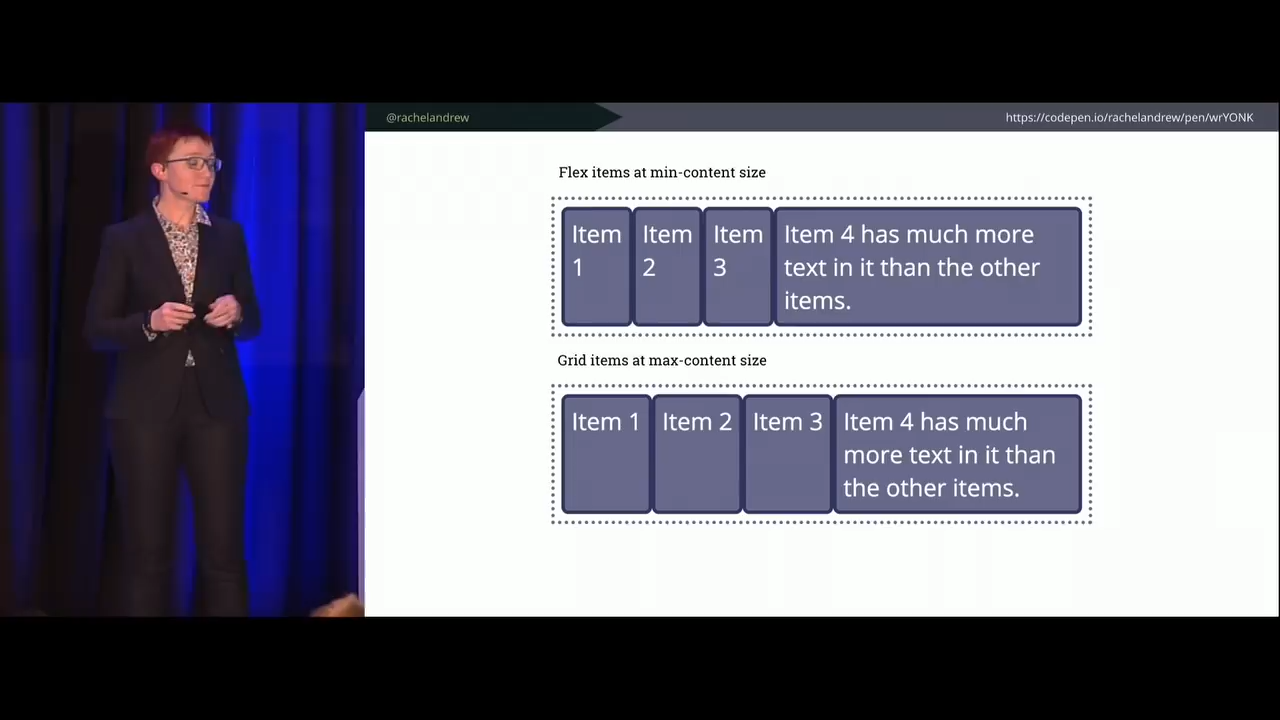 @rachelandrew
https://codepen.io/rachelandrew/pen/wrYONK
Flex items at min-content size
Item 1
Item 2
Item 3
Item 4 has much more
text in it than the other
items.
Grid items at max-content size
Item 1
Item 2
Item 3
Item 4 has much
more text in it than
the other items.